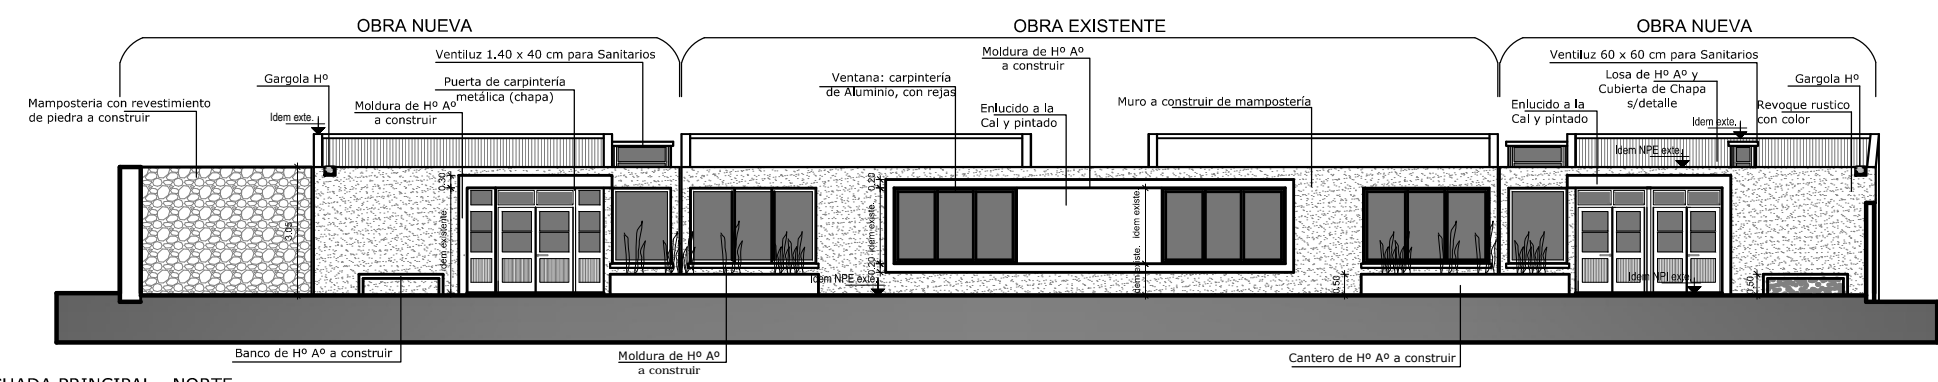 OBRA NUEVA
OBRA EXISTENTE
OBRA NUEVA
Ventiluz 1.40 x 40 cm para Sanitarios
Moldura de Hº Aº
a construir
Ventiluz 60 x 60 cm para Sanitarios
Gargola Hº
Puerta de carpintería
metálica (chapa)
Ventana: carpintería
de Aluminio, con rejas
Losa de Hº Aº y
Cubierta de Chapa
s/detalle
Gargola Hº
Mamposteria con revestimiento
de piedra a construir
Moldura de Hº Aº
a construir
Enlucido a la
Cal y pintado
Muro a construir de mampostería
Enlucido a la
Cal y pintado
Revoque rustico
con color
Idem exte.
Idem exte.
Idem NPE exte.
0.30
0.20
3.05
Idem existente
Idem existe.
Idem existe.
0.20
Idem existe.
Idem NPE exte.
Idem NPI exte.
0.50
0.50
Banco de Hº Aº a construir
Moldura de Hº Aº
a construir
Cantero de Hº Aº a construir